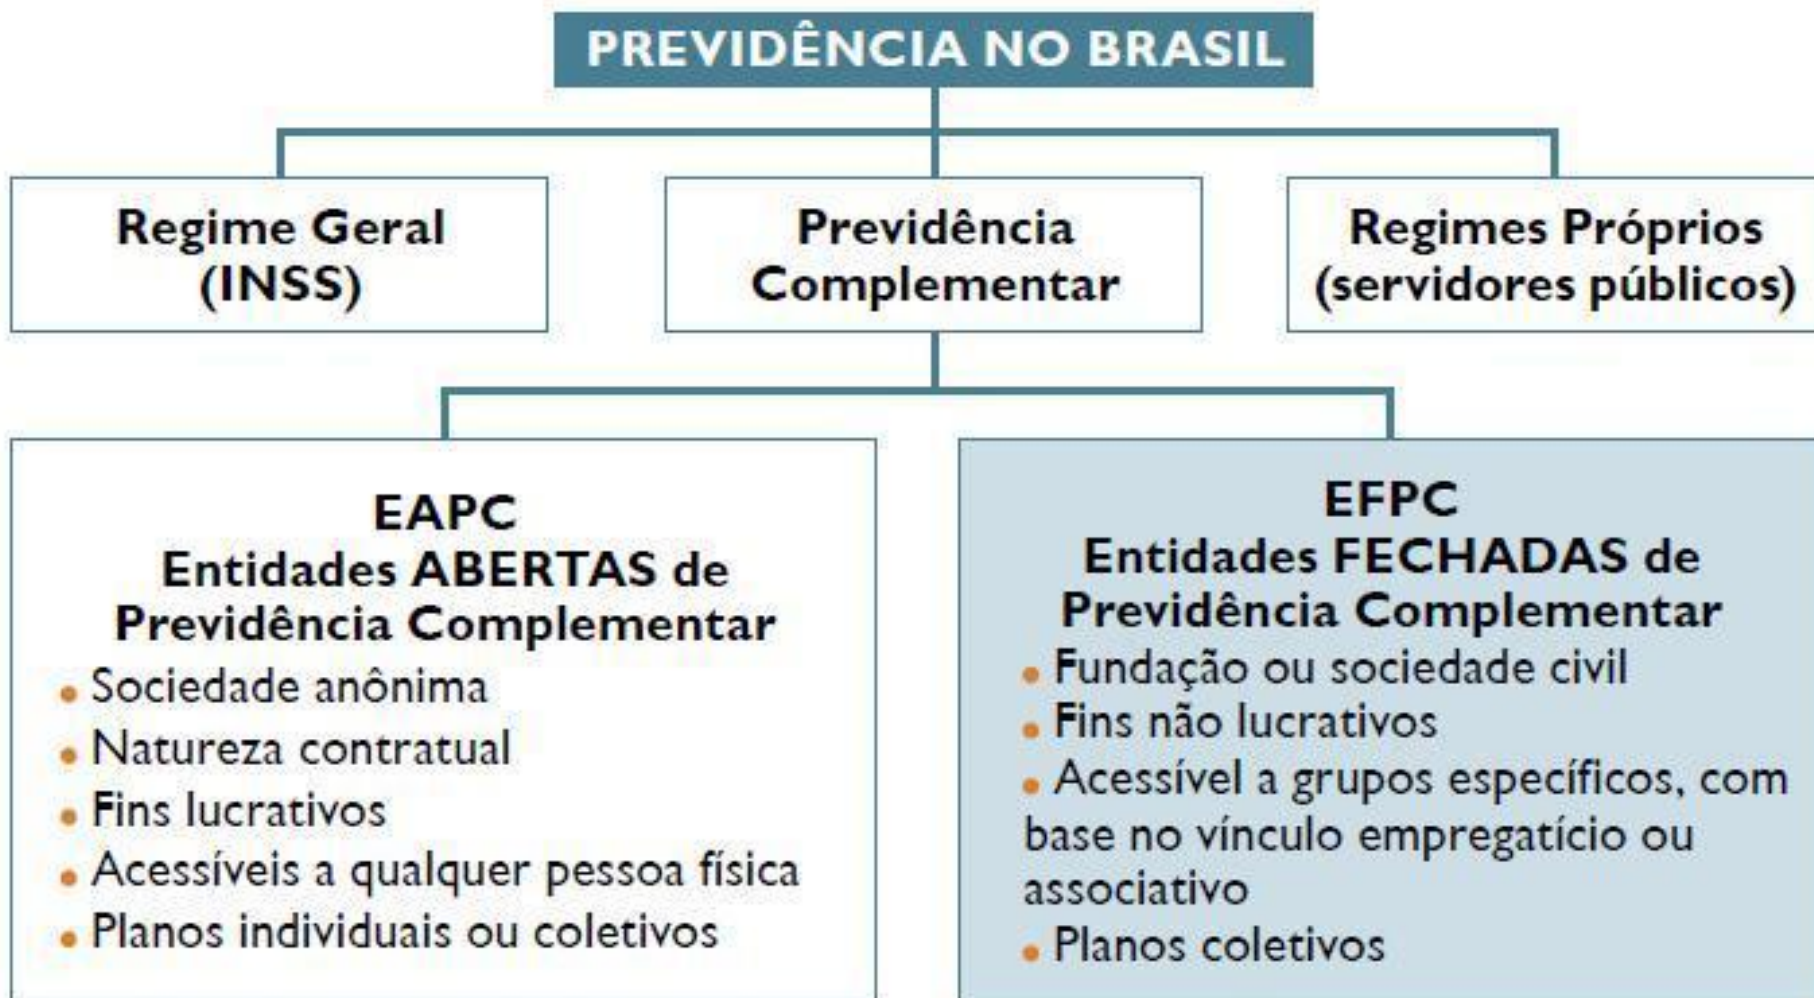 PREVIDÊNCIA NO BRASIL
Regime Geral
(INSS)
Previdência
Complementar
Regimes Próprios
(servidores públicos)
EAPC
Entidades ABERTAS de
Previdência Complementar
• Sociedade anônima
• Natureza contratual
• Fins lucrativos
• Acessíveis a qualquer pessoa física
• Planos individuais ou coletivos
EFPC
Entidades FECHADAS de
Previdência Complementar
• Fundação ou sociedade civil
• Fins não lucrativos
• Acessível a grupos específicos, com
base no vínculo empregatício ou
associativo
• Planos coletivos